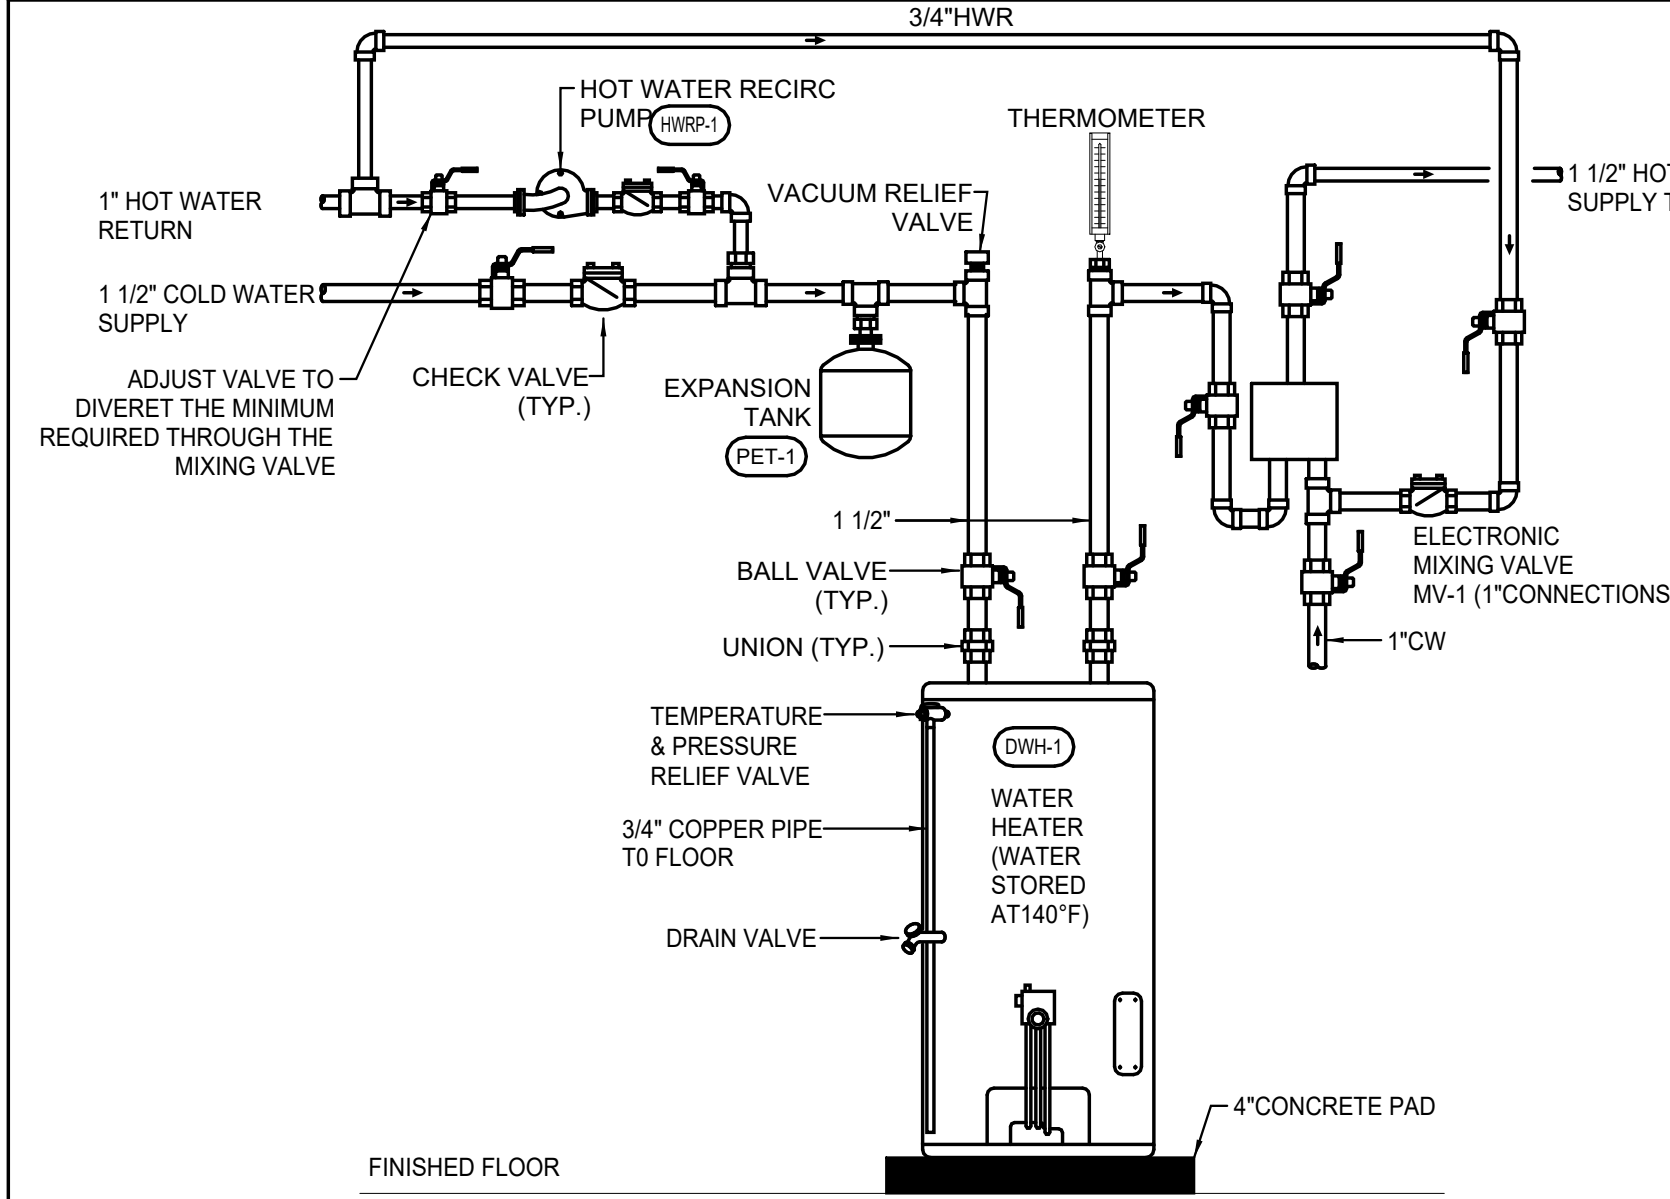 3/4"HWR
HOT WATER RECIRC
PUMP
HWRP-1
THERMOMETER
1" HOT WATER
RETURN
VACUUM RELIEF
VALVE
1 1/2" HOT
SUPPLY T
1 1/2" COLD WATER
SUPPLY
ADJUST VALVE TO
DIVERET THE MINIMUM
REQUIRED THROUGH THE
MIXING VALVE
CHECK VALVE
(TYP.)
EXPANSION
TANK
PET-1
1 1/2"
BALL VALVE
(TYP.)
UNION (TYP.)
ELECTRONIC
MIXING VALVE
MV-1 (1"CONNECTIONS
1"CW
TEMPERATURE
& PRESSURE
RELIEF VALVE
DWH-1
WATER
HEATER
(WATER
STORED
AT140°F)
3/4" COPPER PIPE
T0 FLOOR
DRAIN VALVE
4"CONCRETE PAD
FINISHED FLOOR